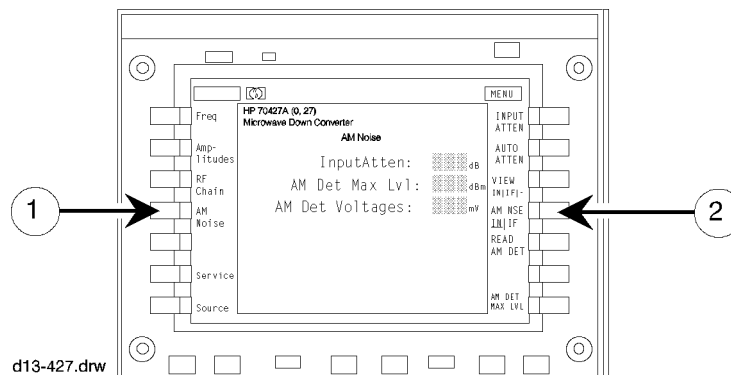 MENU
HP 70427A (0, 27)
Microwave Down Converter
AM Noise
InputAtten: dB
AM Det Max Lvl: dBm
AM Det Voltages: mV
Freq
Amp-
litudes
RF
Chain
AM
Noise
Service
Source
INPUT
ATTEN
AUTO
ATTEN
VIEW
IN|IF|-
AM NSE
IN|IF
READ
AM DET
AM DET
MAX LVL
1
2
d13-427.drw